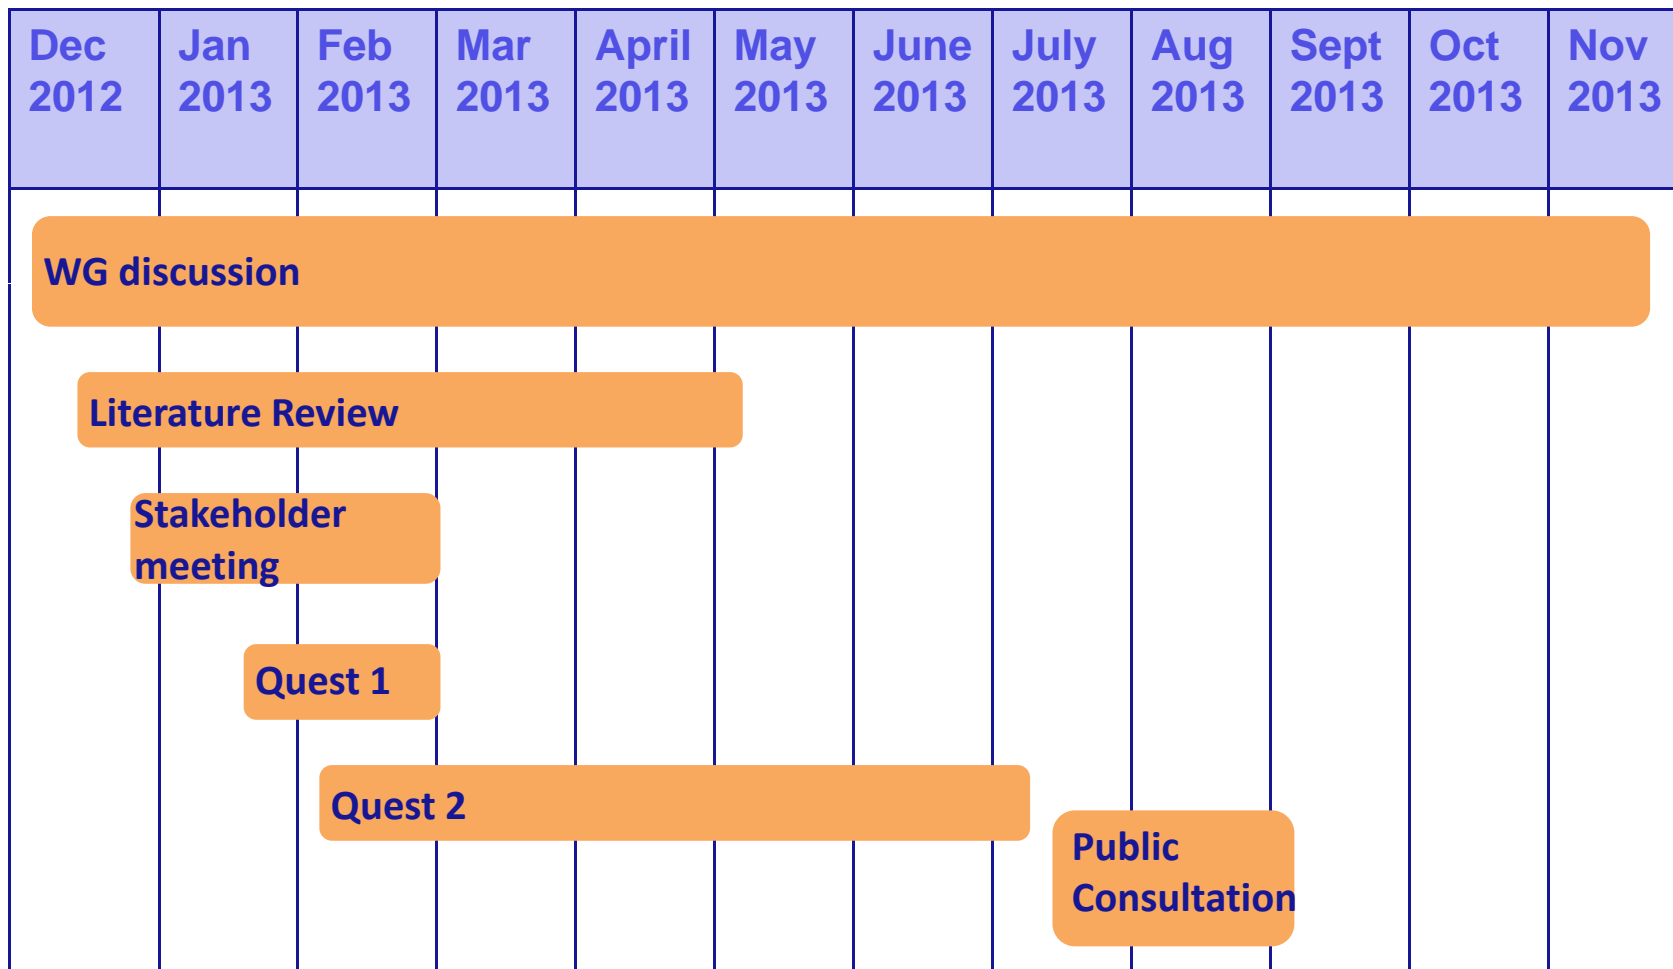 Dec 2012
Jan 2013
Feb 2013
Mar 2013
April 2013
May 2013
June 2013
July 2013
Aug 2013
Sept 2013
Oct 2013
Nov 2013
WG discussion
Literature Review
Stakeholder
meeting
Quest 1
Quest 2
Public
Consultation